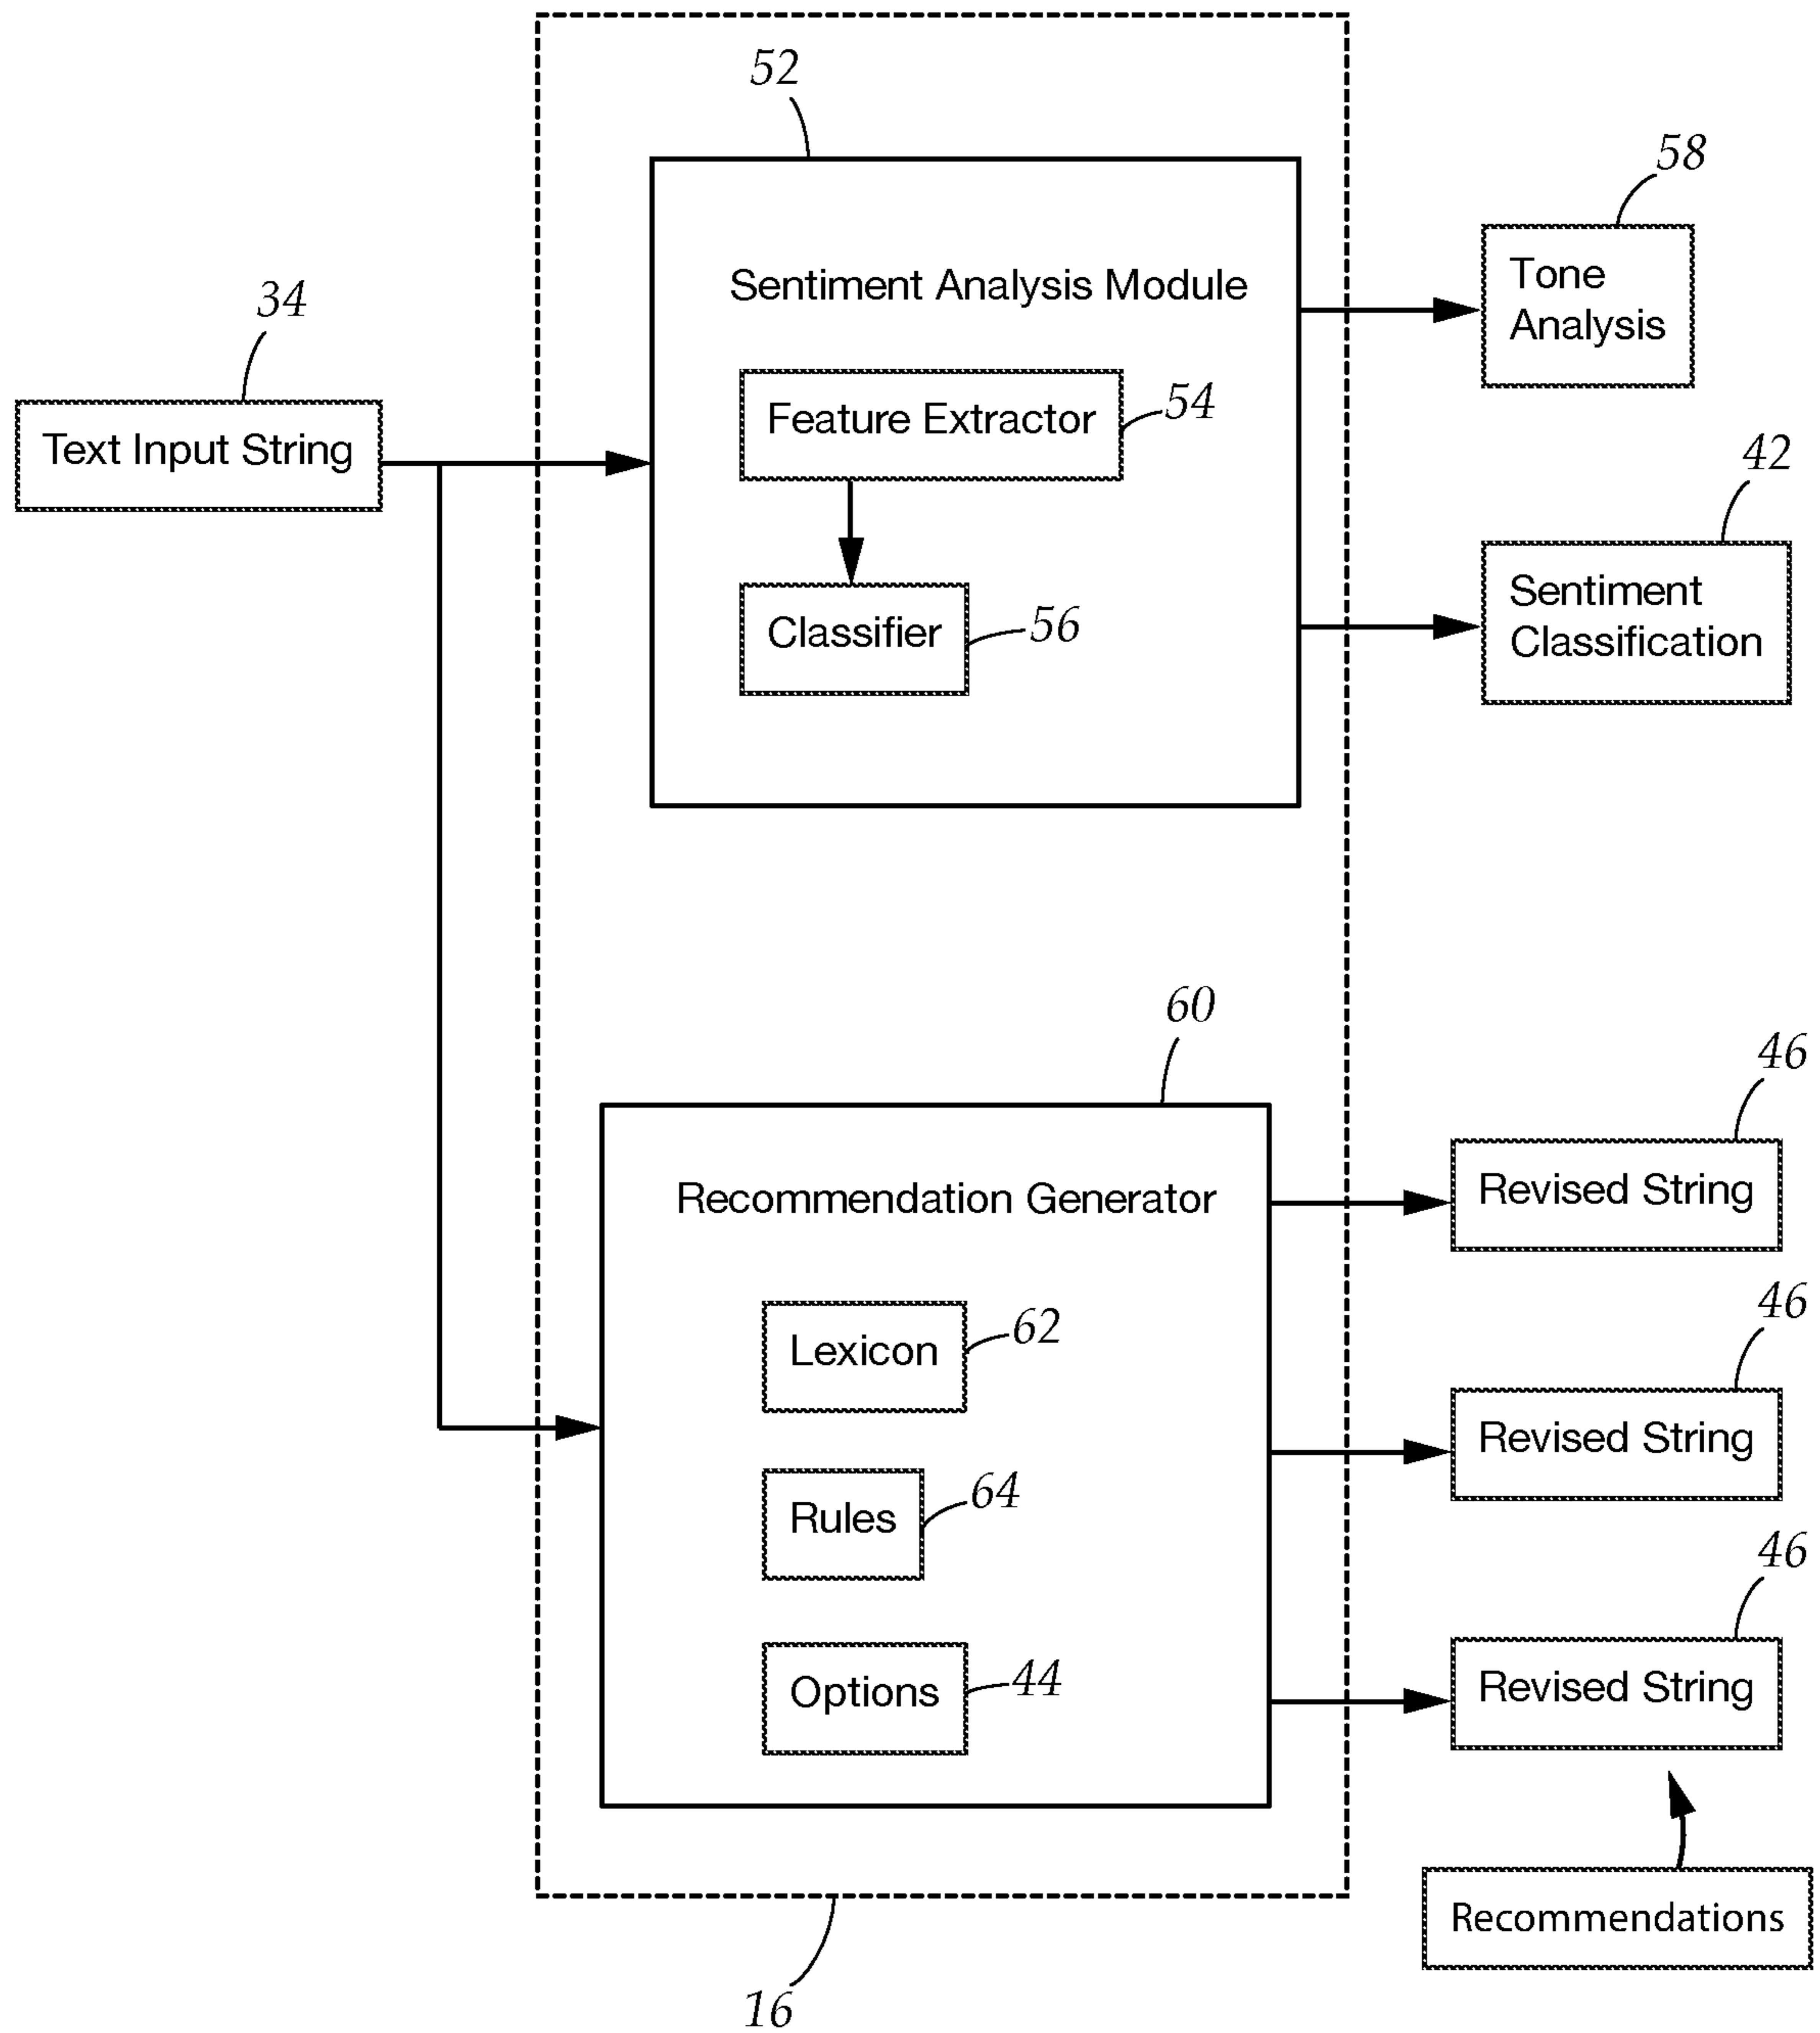 52
58
Tone
Analysis
34
Sentiment Analysis Module
Text Input String
Feature Extractor
54
42
Sentiment
Classification
Classifier
56
60
46
Recommendation Generator
Revised String
46
Lexicon
62
Revised String
Rules
64
46
Options
44
Revised String
Recommendations
16